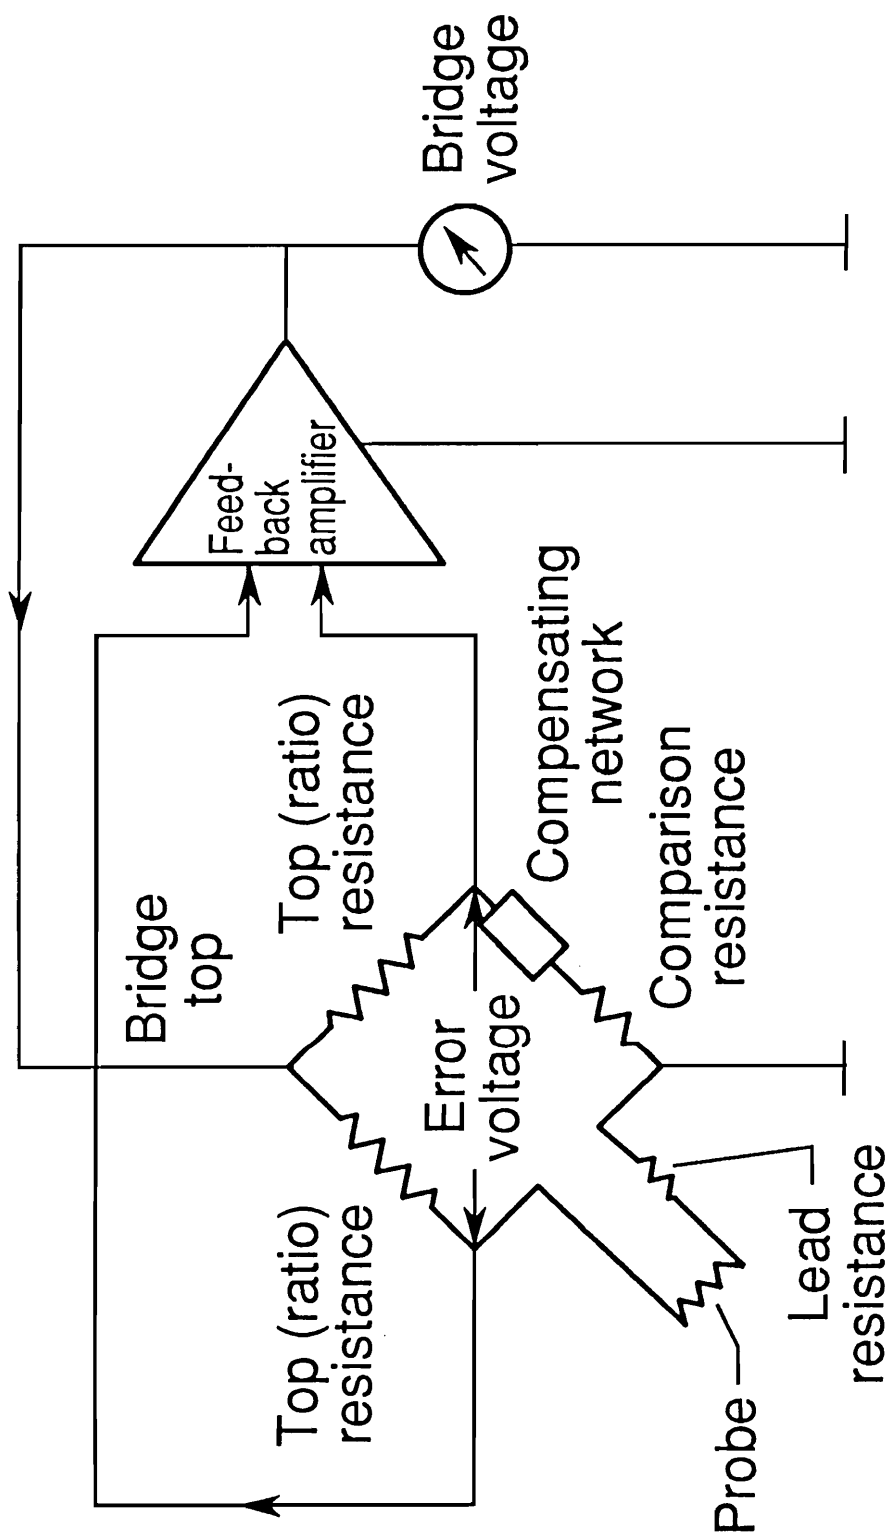 Bridge
voltage
Feed-
back
amplifier
Bridge
top
Top (ratio)
resistance
Top (ratio)
resistance
Error
voltage
Compensating
network
Comparison
resistance
Lead
resistance
Probe